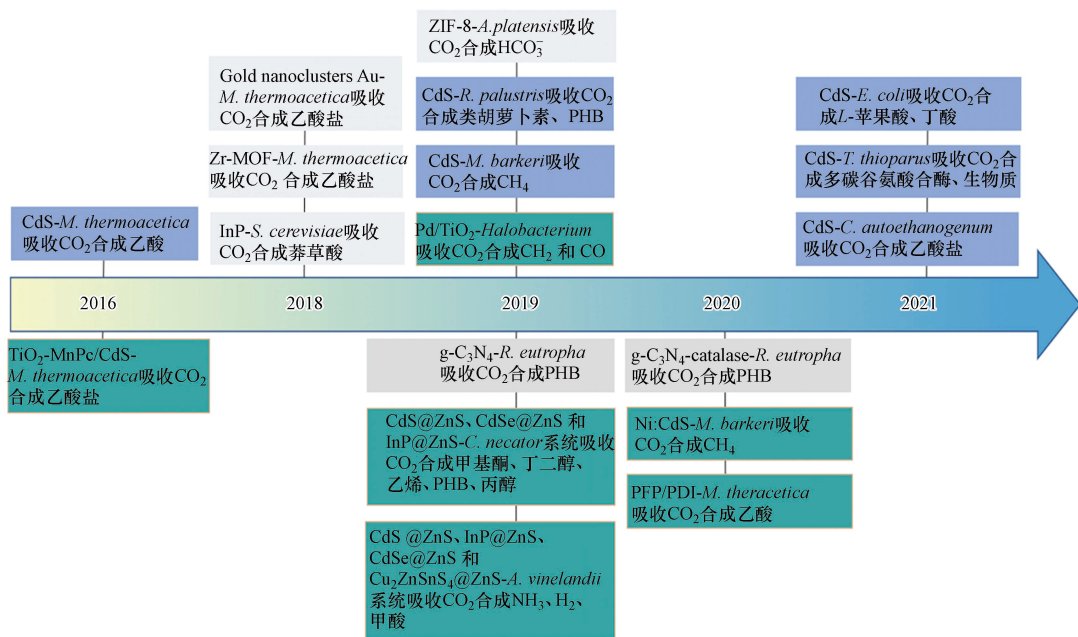 ZIF-8-A.platensis吸收
CO₂合成HCO₃⁻
Gold nanoclusters Au-
M. thermoacetica吸收
CO₂合成乙酸盐
CdS-R. palustris吸收CO₂
合成类胡萝卜素、PHB
CdS-E. coli吸收CO₂合
成L-苹果酸、丁酸
Zr-MOF-M. thermoacetica
吸收CO₂ 合成乙酸盐
CdS-M. barkeri吸收
CO₂合成CH₄
CdS-T. thioparus吸收CO₂合
成多碳谷氨酸合酶、生物质
CdS-M. thermoacetica
吸收CO₂合成乙酸
InP-S. cerevisiae吸收
CO₂合成莽草酸
Pd/TiO₂-Halobacterium
吸收CO₂合成CH₂ 和 CO
CdS-C. autoethanogenum
吸收CO₂合成乙酸盐
2016
2018
2019
2020
2021
TiO₂-MnPc/CdS-
M. thermoacetica吸收CO₂
合成乙酸盐
g-C₃N₄-R. eutropha
吸收CO₂合成PHB
g-C₃N₄-catalase-R. eutropha
吸收CO₂合成PHB
CdS@ZnS、CdSe@ZnS 和
InP@ZnS-C. necator系统吸收
CO₂合成甲基酮、丁二醇、
乙烯、PHB、丙醇
Ni:CdS-M. barkeri吸收
CO₂合成CH₄
PFP/PDI-M. theracetica
吸收CO₂合成乙酸
CdS @ZnS、InP@ZnS、
CdSe@ZnS 和
Cu₂ZnSnS₄@ZnS-A. vinelandii
系统吸收CO₂合成NH₃、H₂、
甲酸